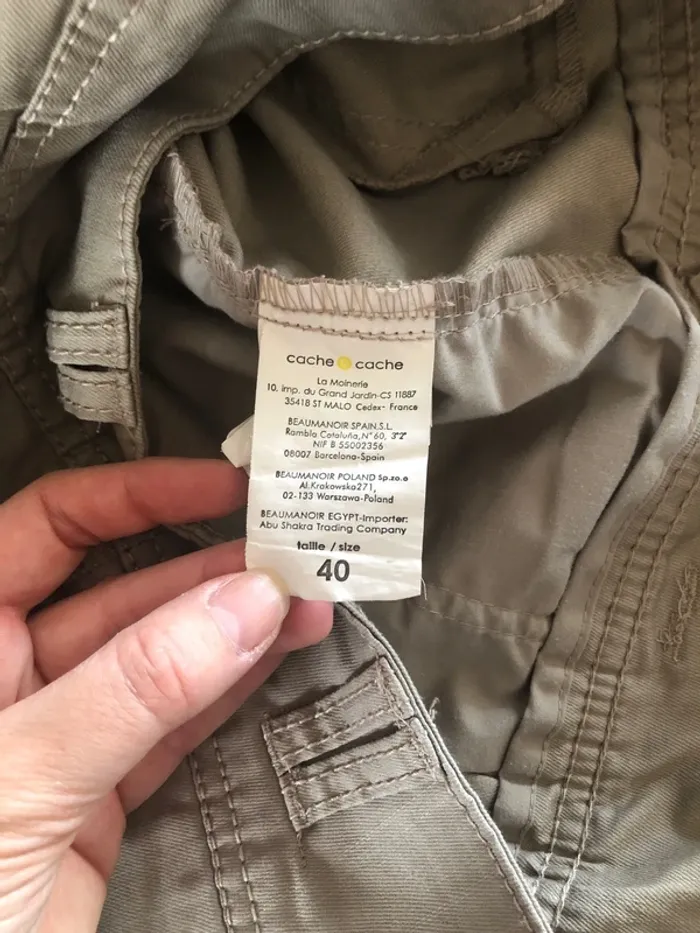 cache cache
La Moinerie
10, imp. du Grand Jardin-CS 11887
35418 ST MALO Cedex- France
BEAUMANOIR SPAIN.S.L.
Rambla Cataluña,N°60, 3°2ª
NIF B 55002356
08007 Barcelona-Spain
BEAUMANOIR POLAND Sp.zo.o
Al.Krakowska271,
02-133 Warszawa-Poland
BEAUMANOIR EGYPT-Importer:
Abu Shakra Trading Company
taille / size
40